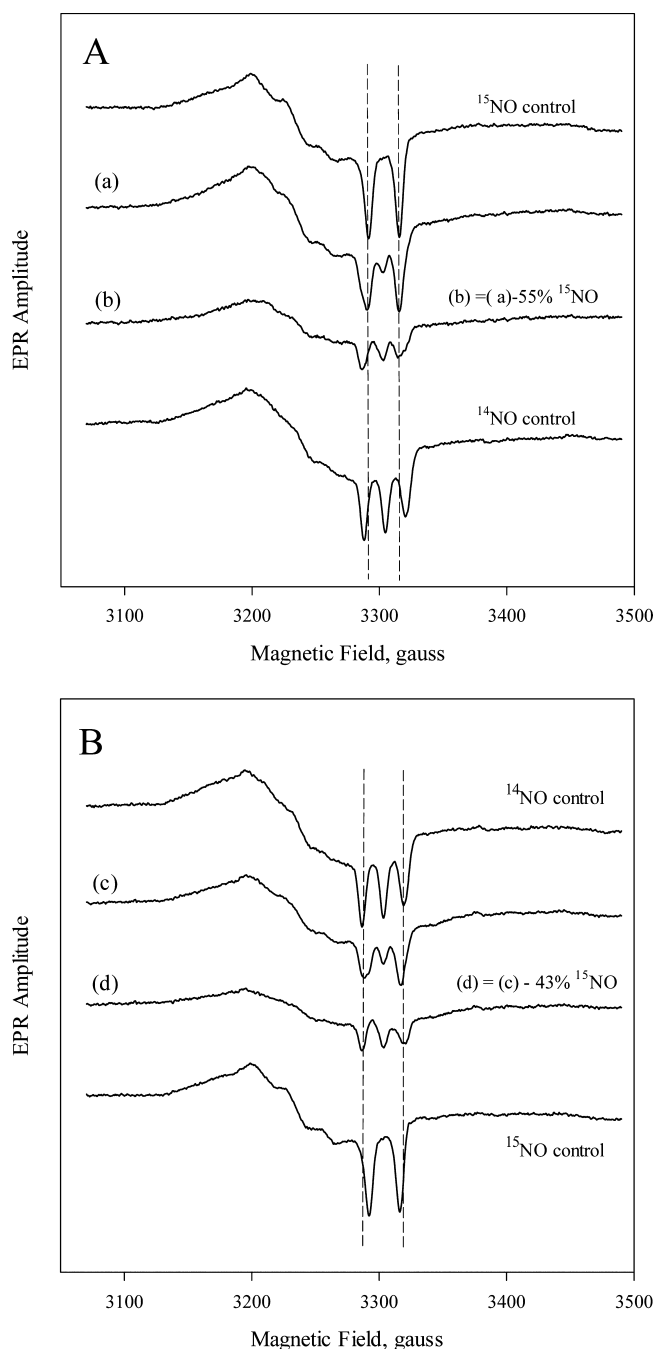 A
¹⁵NO control
(a)
(b)
(b) =( a)-55% ¹⁵NO
¹⁴NO control
EPR Amplitude
3100 3200 3300 3400 3500
Magnetic Field, gauss
B
¹⁴NO control
(c)
(d)
(d) = (c) - 43% ¹⁵NO
¹⁵NO control
EPR Amplitude
3100 3200 3300 3400 3500
Magnetic Field, gauss